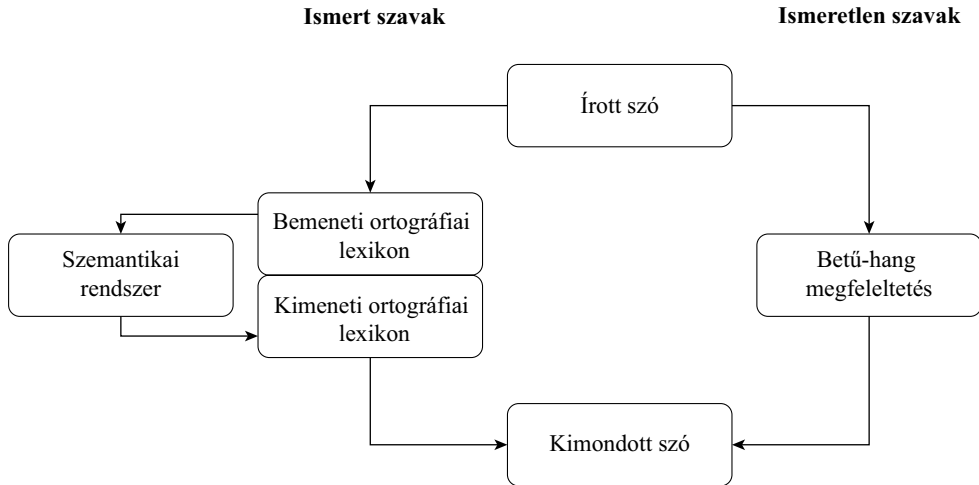 Ismert szavak
Ismeretlen szavak
Írott szó
Bemeneti ortográfiai
lexikon
Szemantikai
rendszer
Kimeneti ortográfiai
lexikon
Betű-hang
megfeleltetés
Kimondott szó